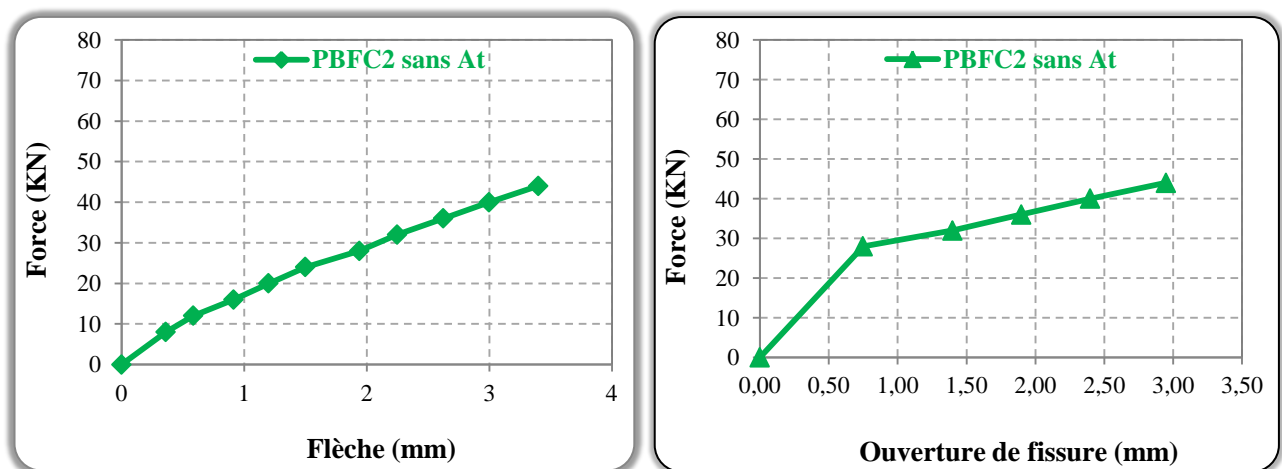 PBFC2 sans At
80
70
60
50
40
30
20
10
0
Force (KN)
0 1 2 3 4
Flèche (mm)
PBFC2 sans At
80
70
60
50
40
30
20
10
0
Force (KN)
0,00 0,50 1,00 1,50 2,00 2,50 3,00 3,50
Ouverture de fissure (mm)